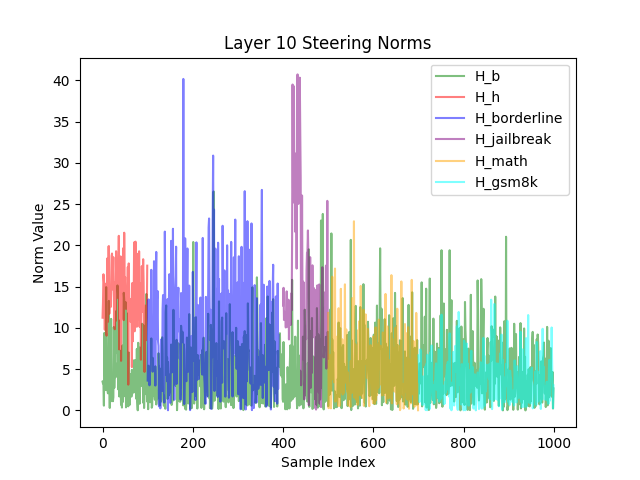 Layer 10 Steering Norms
Norm Value
40
35
30
25
20
15
10
5
0
0 200 400 600 800 1000
Sample Index
H_b
H_h
H_borderline
H_jailbreak
H_math
H_gsm8k